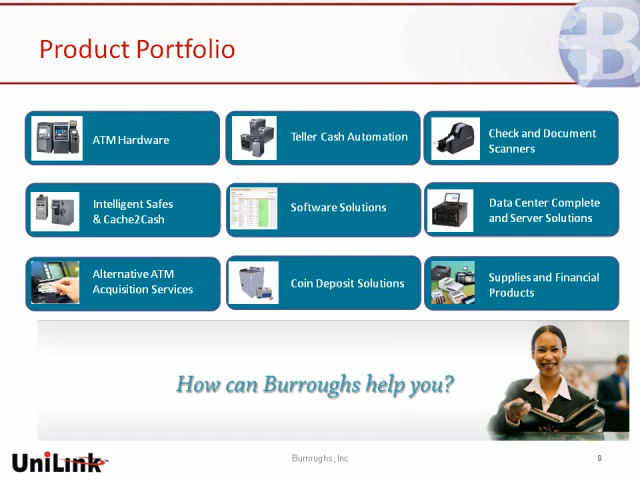 Product Portfolio
B
ATM Hardware
Teller Cash Automation
Check and Document
Scanners
Intelligent Safes
& Cache2Cash
Software Solutions
Data Center Complete
and Server Solutions
Alternative ATM
Acquisition Services
Coin Deposit Solutions
Supplies and Financial
Products
How can Burroughs help you?
UniLink
Burroughs, Inc
8